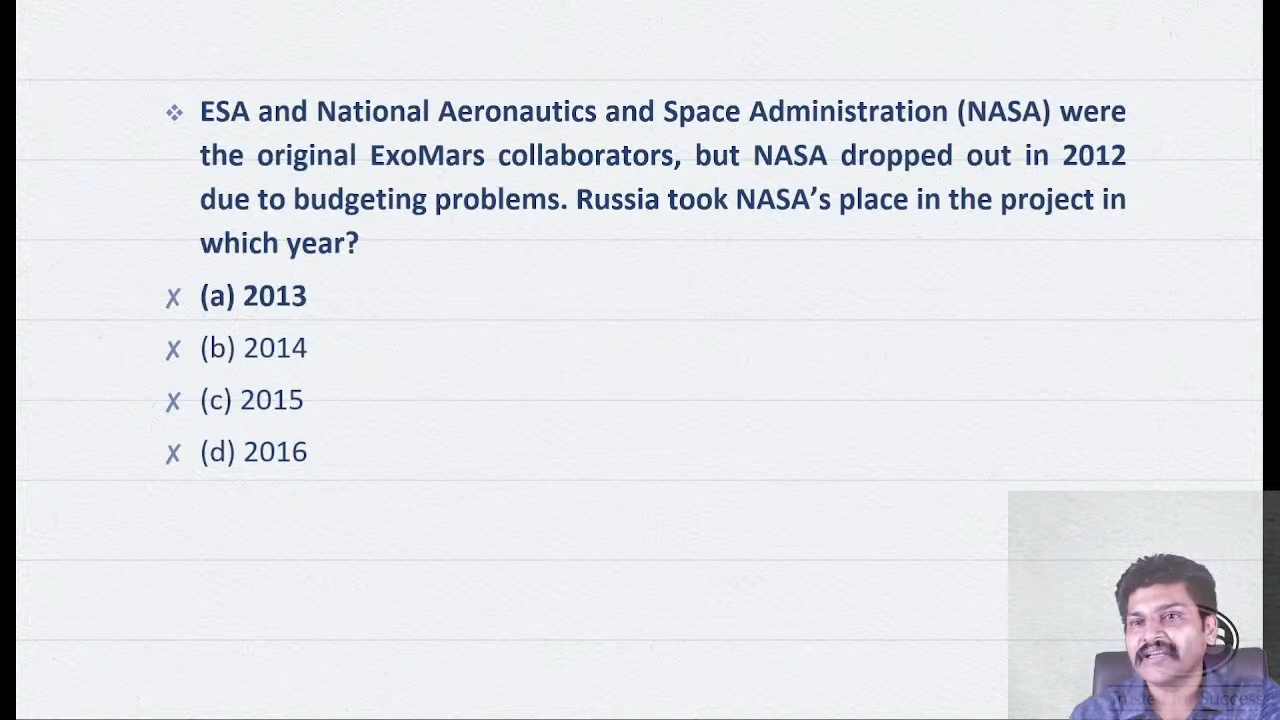 ESA and National Aeronautics and Space Administration (NASA) were
the original ExoMars collaborators, but NASA dropped out in 2012
due to budgeting problems. Russia took NASA’s place in the project in
which year?
(a) 2013
(b) 2014
(c) 2015
(d) 2016
Success